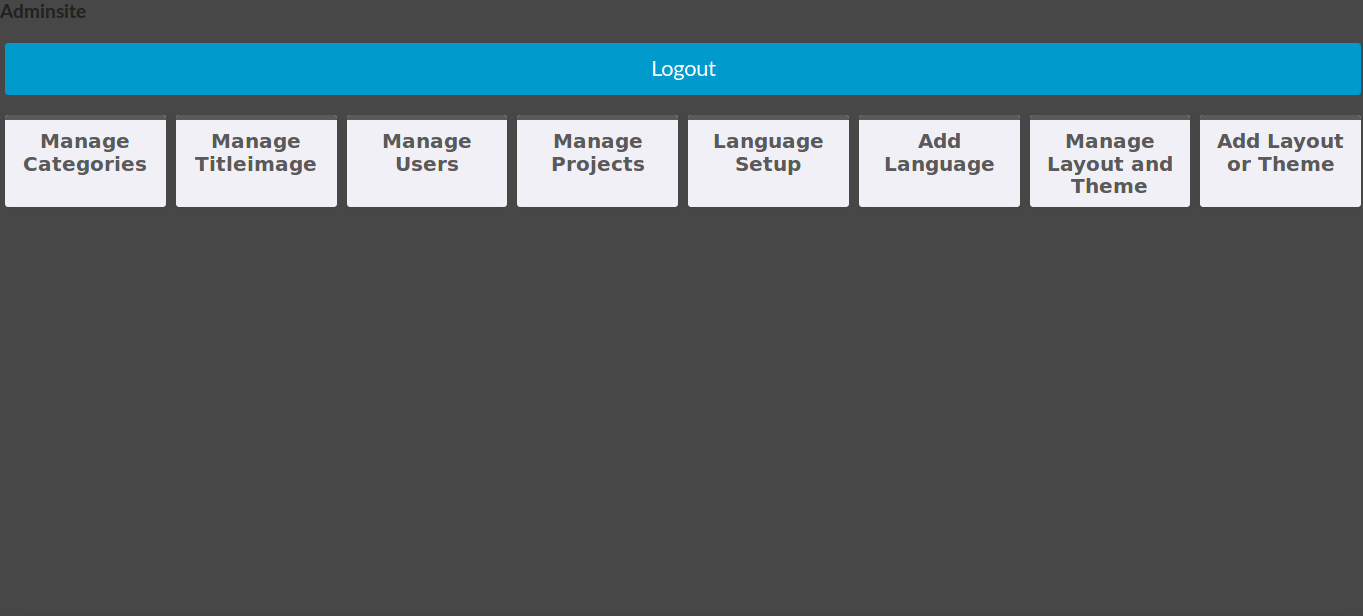 Adminsite
Logout
Manage
Categories
Manage
Titleimage
Manage
Users
Manage
Projects
Language
Setup
Add
Language
Manage
Layout and
Theme
Add Layout
or Theme